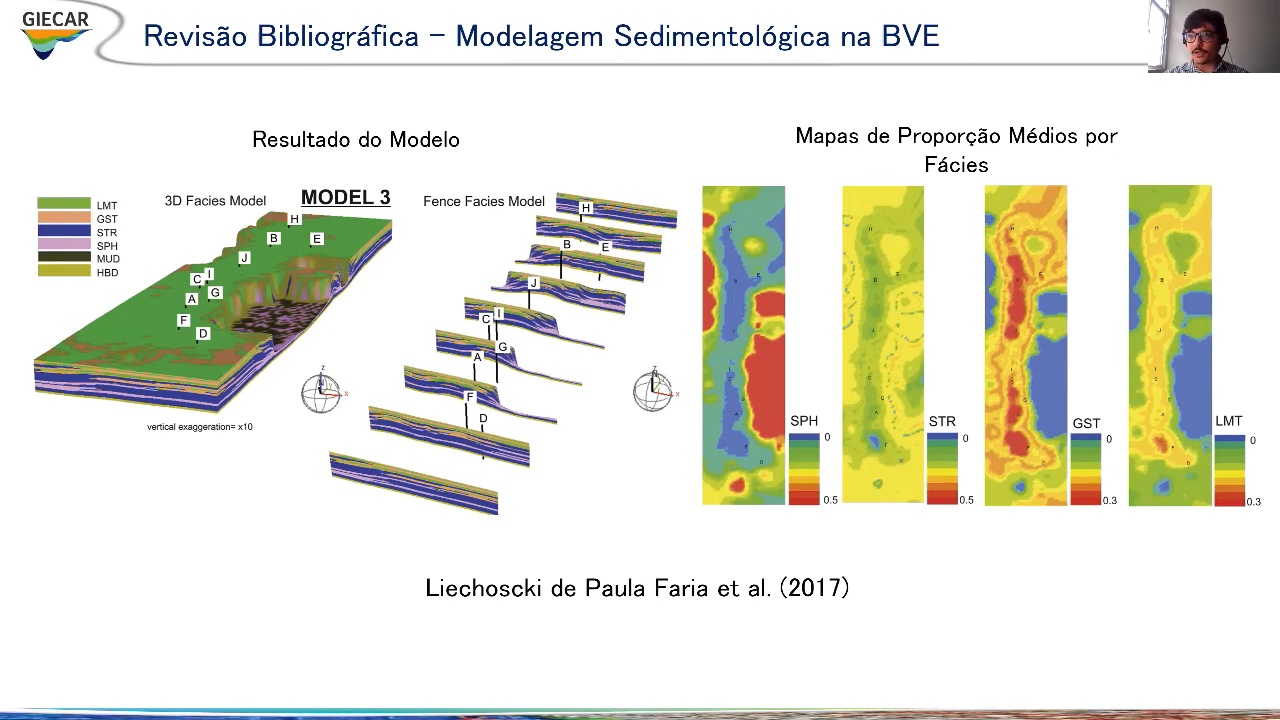 GIECAR
Revisão Bibliográfica – Modelagem Sedimentológica na BVE
Resultado do Modelo
Mapas de Proporção Médios por
Fácies
LMT
GST
STR
SPH
MUD
HBD
3D Facies Model
MODEL 3
Fence Facies Model
H
B
E
J
C
I
A
G
F
D
vertical exaggeration= x10
Z
X
H
B
E
J
C
I
G
A
F
D
Z
X
SPH
0
0.5
STR
0
0.5
GST
0
0.3
LMT
0
0.3
Liechoscki de Paula Faria et al. (2017)